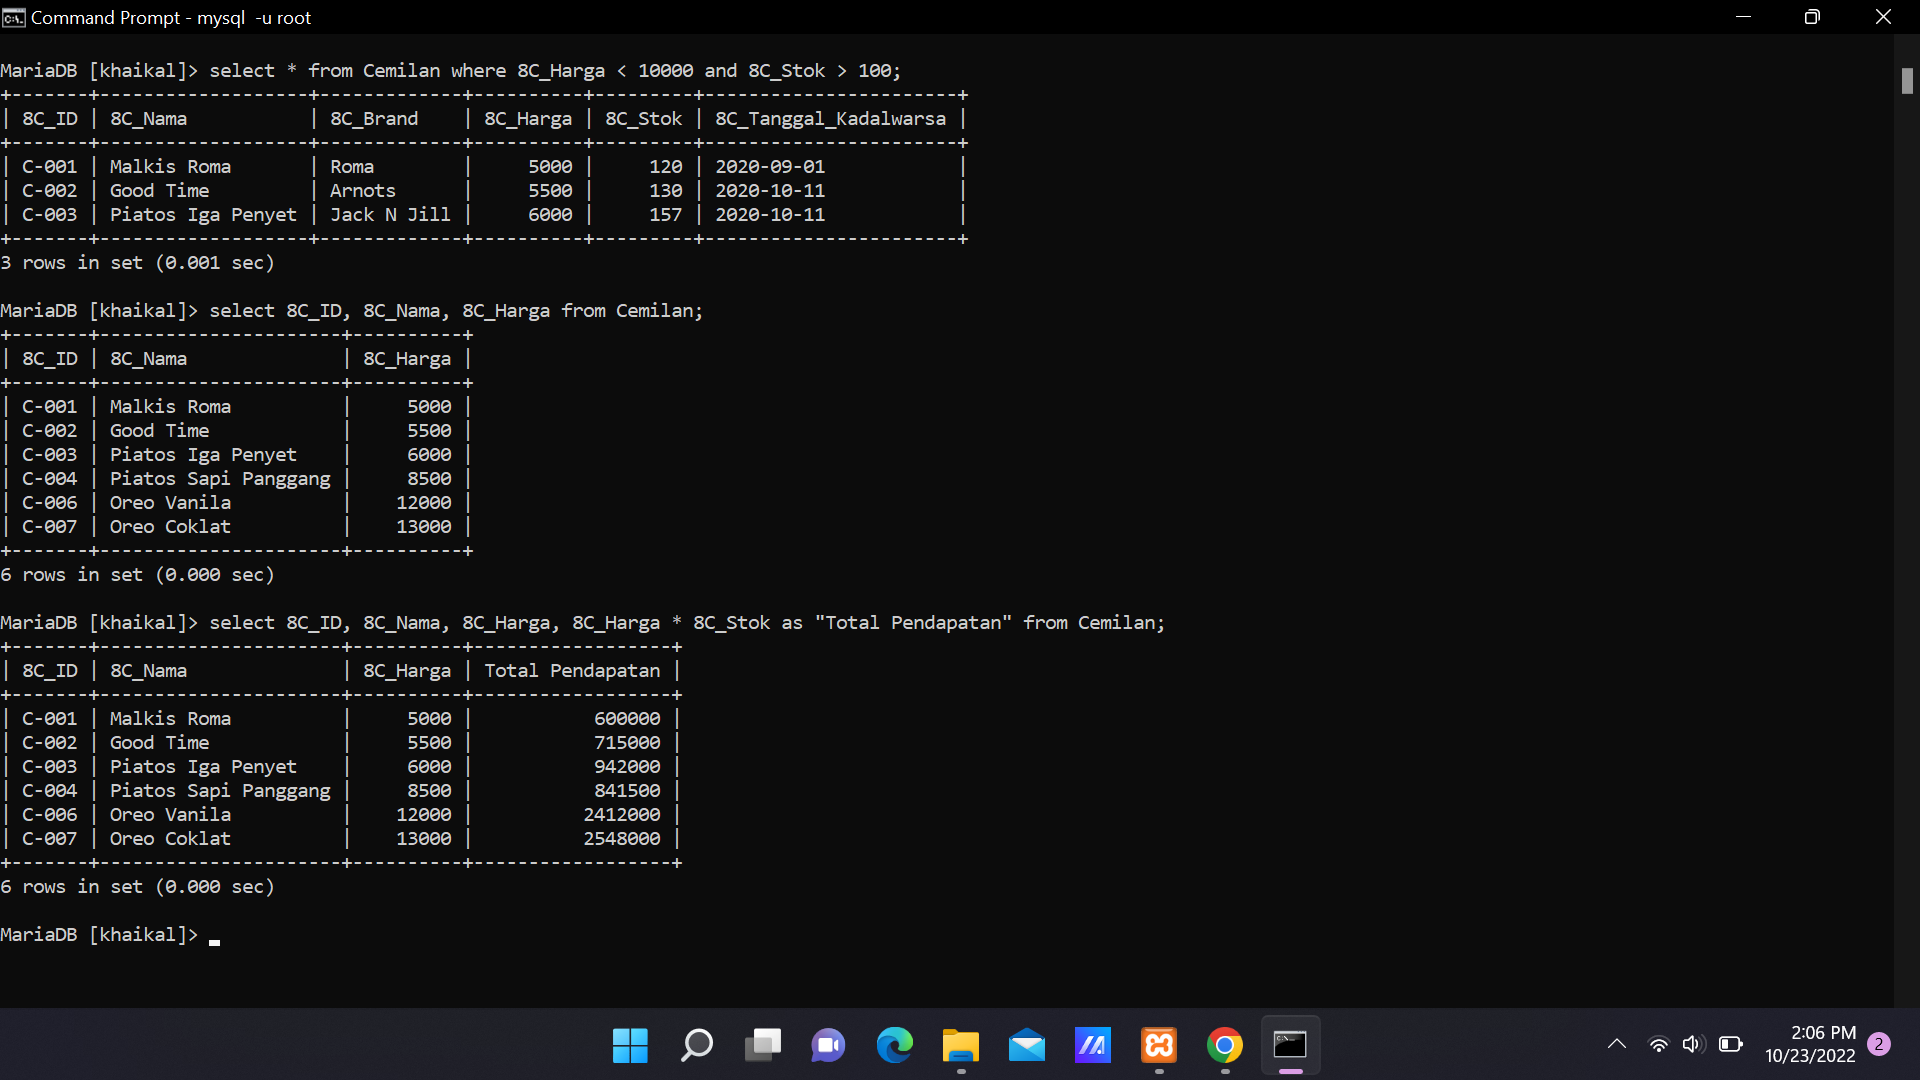 Command Prompt - mysql  -u root
MariaDB [khaikal]> select * from Cemilan where 8C_Harga < 10000 and 8C_Stok > 100;
+-------+-------------------+-------------+----------+---------+-----------------------+
| 8C_ID | 8C_Nama           | 8C_Brand    | 8C_Harga | 8C_Stok | 8C_Tanggal_Kadalwarsa |
+-------+-------------------+-------------+----------+---------+-----------------------+
| C-001 | Malkis Roma       | Roma        |     5000 |     120 | 2020-09-01            |
| C-002 | Good Time         | Arnots      |     5500 |     130 | 2020-10-11            |
| C-003 | Piatos Iga Penyet | Jack N Jill |     6000 |     157 | 2020-10-11            |
+-------+-------------------+-------------+----------+---------+-----------------------+
3 rows in set (0.001 sec)
MariaDB [khaikal]> select 8C_ID, 8C_Nama, 8C_Harga from Cemilan;
+-------+----------------------+----------+
| 8C_ID | 8C_Nama              | 8C_Harga |
+-------+----------------------+----------+
| C-001 | Malkis Roma          |     5000 |
| C-002 | Good Time            |     5500 |
| C-003 | Piatos Iga Penyet    |     6000 |
| C-004 | Piatos Sapi Panggang |     8500 |
| C-006 | Oreo Vanila          |    12000 |
| C-007 | Oreo Coklat          |    13000 |
+-------+----------------------+----------+
6 rows in set (0.000 sec)
MariaDB [khaikal]> select 8C_ID, 8C_Nama, 8C_Harga, 8C_Harga * 8C_Stok as "Total Pendapatan" from Cemilan;
+-------+----------------------+----------+------------------+
| 8C_ID | 8C_Nama              | 8C_Harga | Total Pendapatan |
+-------+----------------------+----------+------------------+
| C-001 | Malkis Roma          |     5000 |           600000 |
| C-002 | Good Time            |     5500 |           715000 |
| C-003 | Piatos Iga Penyet    |     6000 |           942000 |
| C-004 | Piatos Sapi Panggang |     8500 |           841500 |
| C-006 | Oreo Vanila          |    12000 |          2412000 |
| C-007 | Oreo Coklat          |    13000 |          2548000 |
+-------+----------------------+----------+------------------+
6 rows in set (0.000 sec)
MariaDB [khaikal]>
2:06 PM
10/23/2022
2